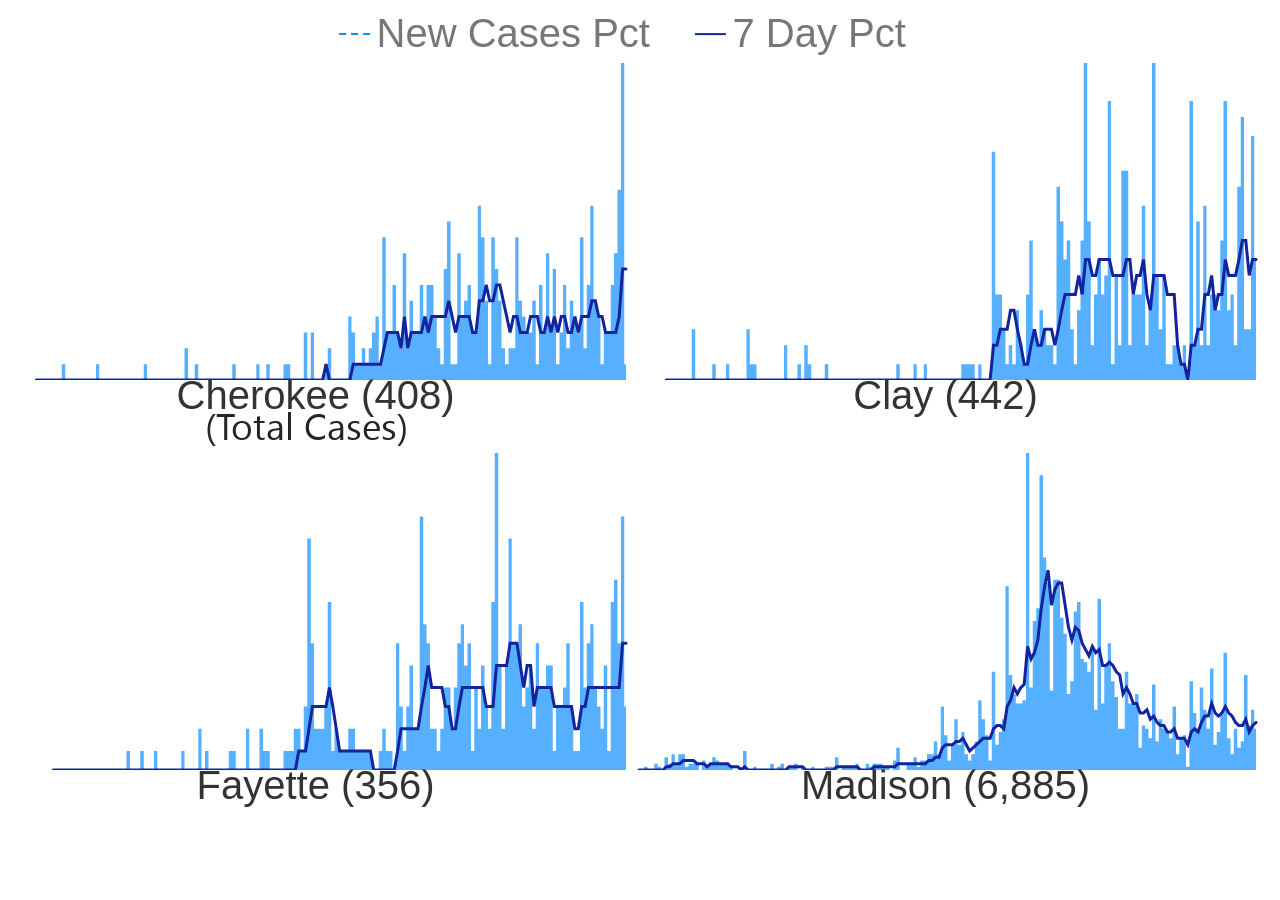 New Cases Pct 7 Day Pct
Cherokee (408)
(Total Cases)
Clay (442)
Fayette (356)
Madison (6,885)